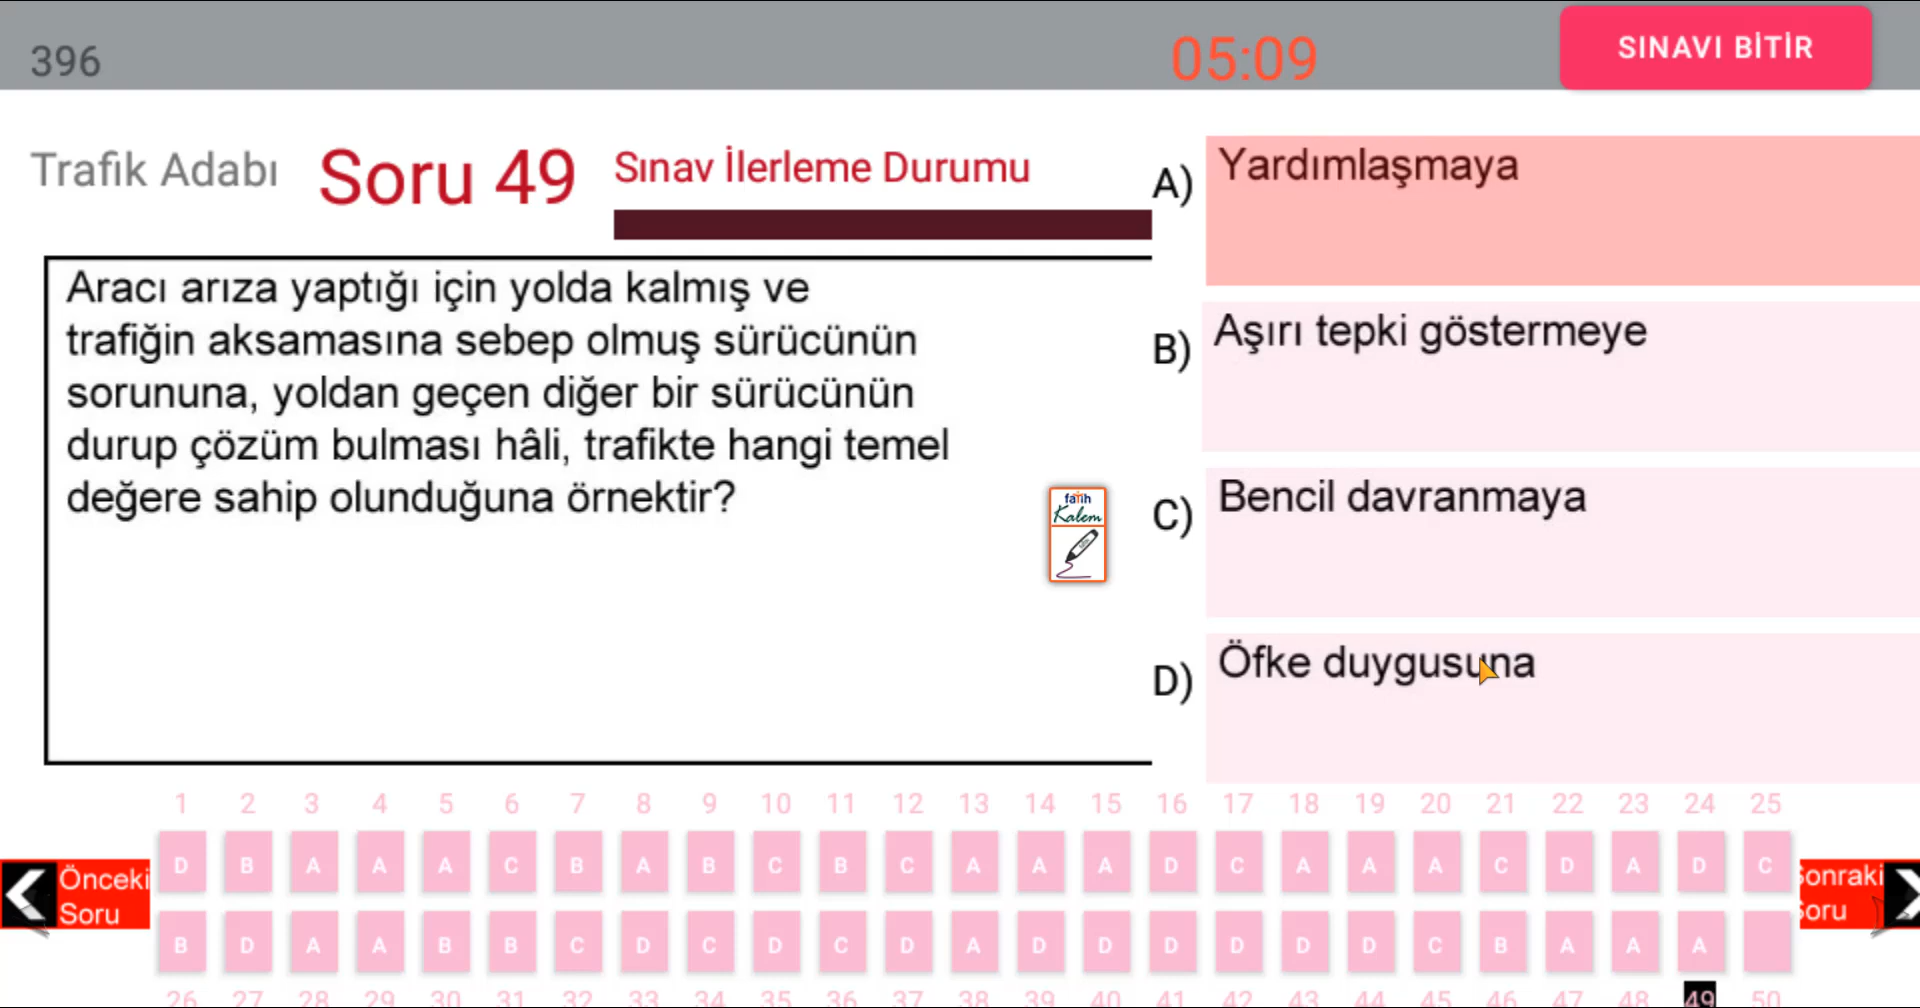 396
05:09
SINAVI BİTİR
Trafik Adabı
Soru 49
Sınav İlerleme Durumu
Aracı arıza yaptığı için yolda kalmış ve
trafiğin aksamasına sebep olmuş sürücünün
sorununa, yoldan geçen diğer bir sürücünün
durup çözüm bulması hâli, trafikte hangi temel
değere sahip olunduğuna örnektir?
fatih
Kalem
A) Yardımlaşmaya
B) Aşırı tepki göstermeye
C) Bencil davranmaya
D) Öfke duygusuna
1 2 3 4 5 6 7 8 9 10 11 12 13 14 15 16 17 18 19 20 21 22 23 24 25
D B A A A C B A B C B C A A A D C A A A C D A D C
Önceki
Soru
Sonraki
Soru
B D A A B B C D C D C D A D D D D D D C B A A A
26 27 28 29 30 31 32 33 34 35 36 37 38 39 40 41 42 43 44 45 46 47 48 49 50